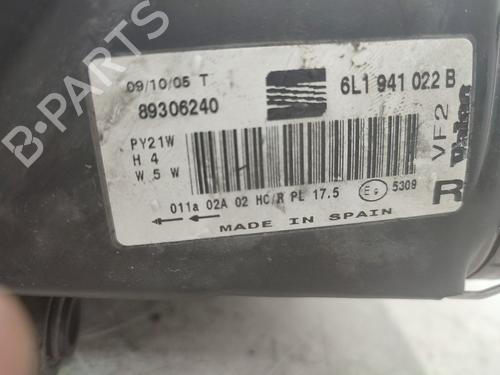 09/10/05 T
89306240
6L1 941 022 B
PY21W
H 4
W 5 W
VF2
Valeo
R
011a 02A 02 HC/R PL 17.5 E9 5309
MADE IN SPAIN
B-PARTS